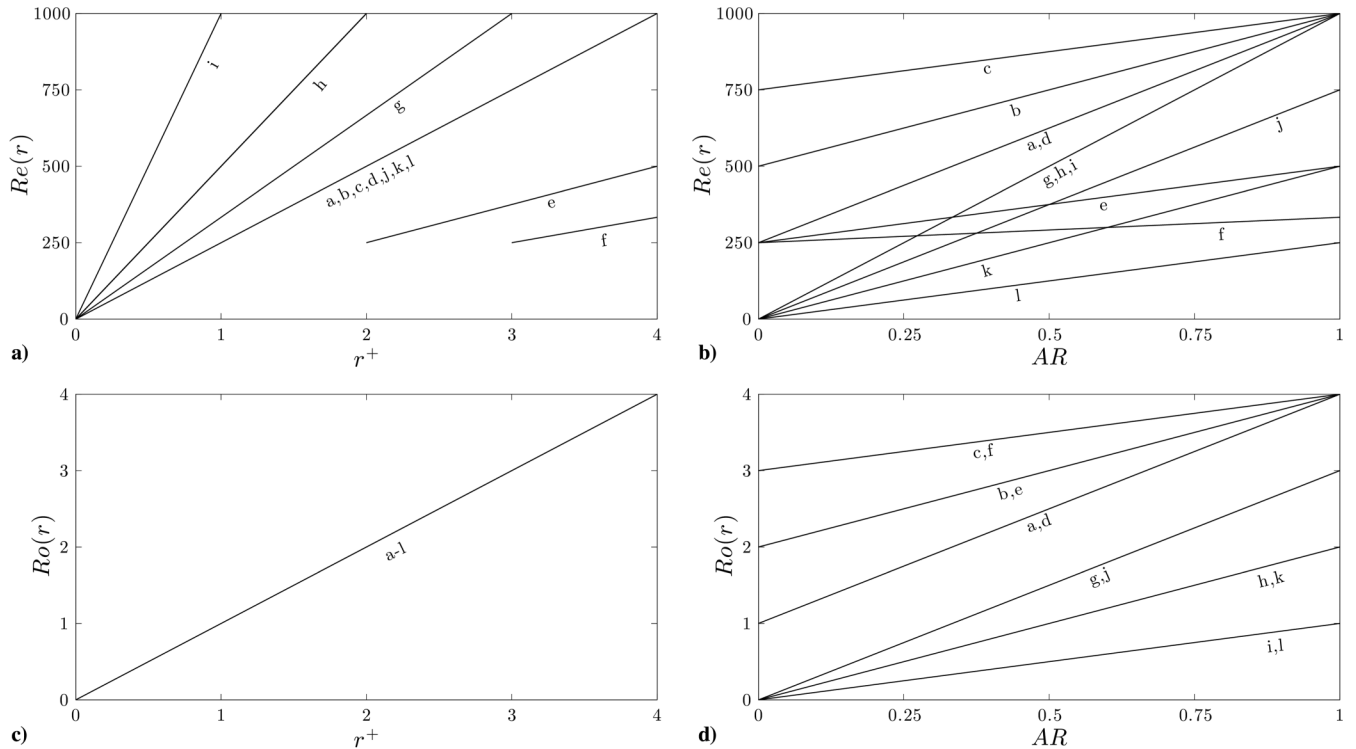 1000
750
500
250
0
Re(r)
i
h
g
a,b,c,d,j,k,l
e
f
0 1 2 3 4
r+
a)
1000
750
500
250
0
Re(r)
c
b
a,d
g,h,i
j
e
f
k
l
0 0.25 0.5 0.75 1
AR
b)
4
3
2
1
0
Ro(r)
a-l
0 1 2 3 4
r+
c)
4
3
2
1
0
Ro(r)
c,f
b,e
a,d
g,j
h,k
i,l
0 0.25 0.5 0.75 1
AR
d)